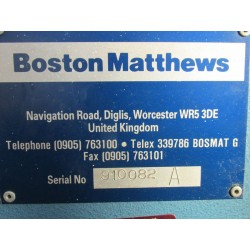 Boston Matthews
Navigation Road, Diglis, Worcester WR5 3DE
United Kingdom
Telephone (0905) 763100 • Telex 339786 BOSMAT G
Fax (0905) 763101
Serial No 910082 A